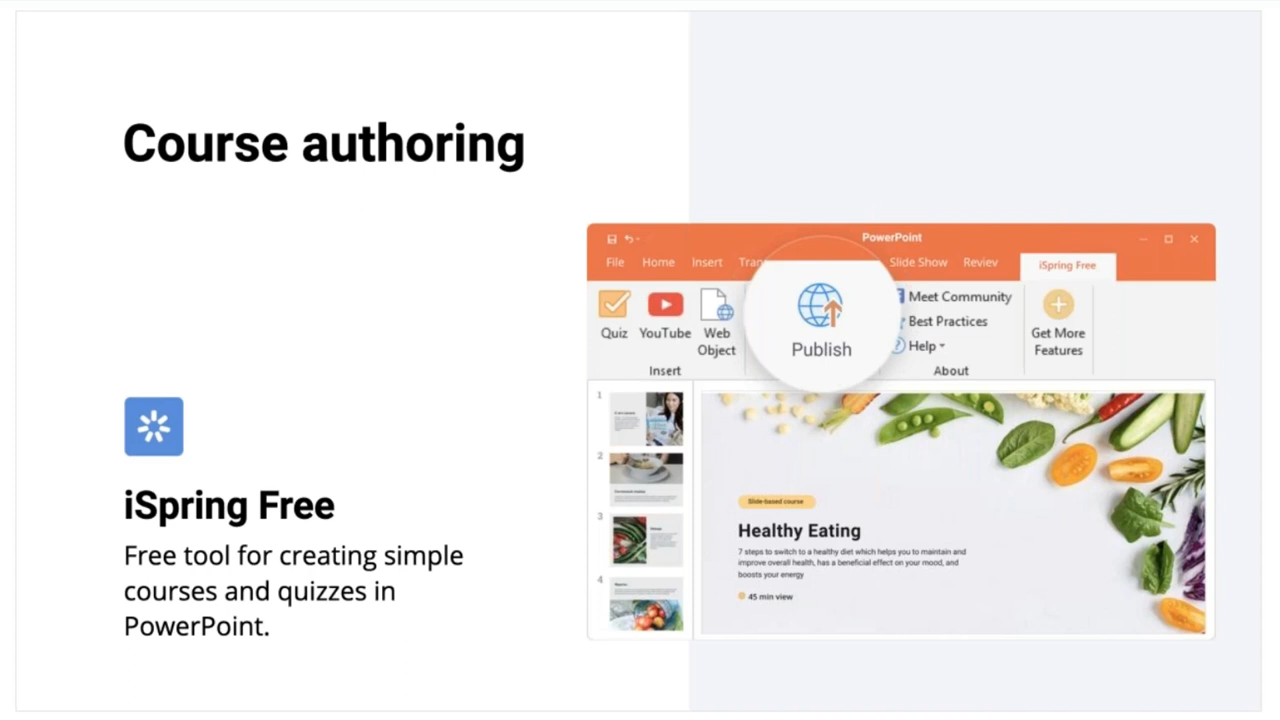 Course authoring
iSpring Free
Free tool for creating simple
courses and quizzes in
PowerPoint.
PowerPoint
File Home Insert Slide Show Reviev iSpring Free
Quiz YouTube Web
Object
Insert
Publish
Meet Community
Best Practices
Help
About
Get More
Features
1
2
3
4
Slide-based course
Healthy Eating
7 steps to switch to a healthy diet which helps you to maintain and
improve overall health, has a beneficial effect on your mood, and
boosts your energy
45 min view